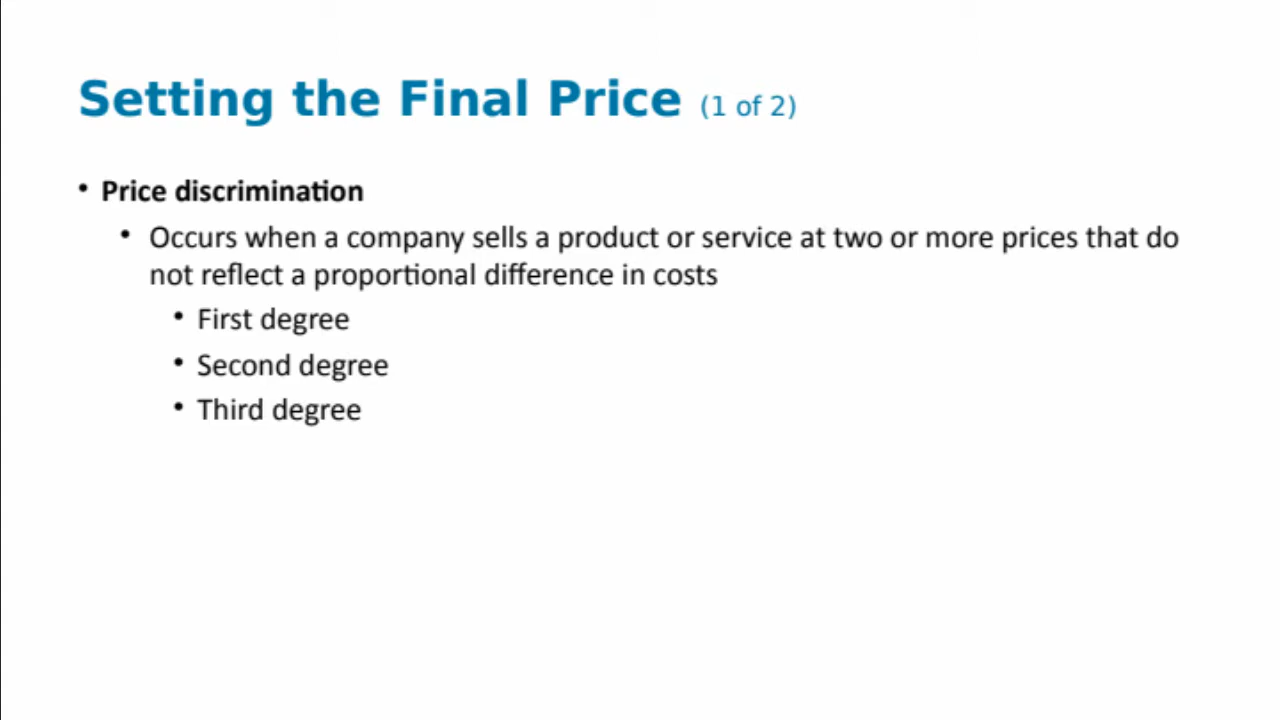 Setting the Final Price (1 of 2)
• Price discrimination
• Occurs when a company sells a product or service at two or more prices that do
not reflect a proportional difference in costs
• First degree
• Second degree
• Third degree